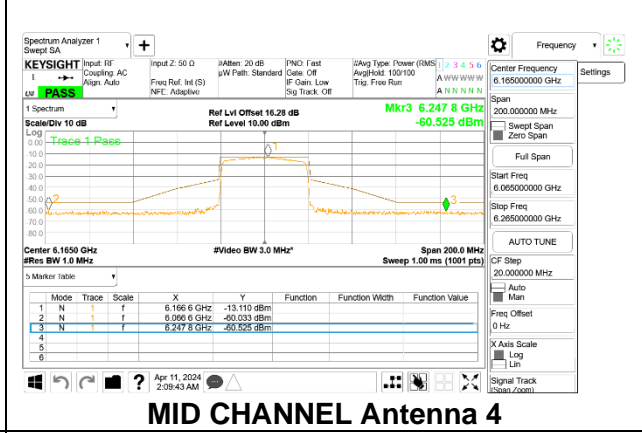 Spectrum Analyzer 1
Swept SA
+
Frequency
KEYSIGHT Input: RF
Coupling: AC
Align: Auto
Input Z: 50 Ω
Freq Ref: Int (S)
NFE: Adaptive
#Atten: 20 dB
µW Path: Standard
PNO: Fast
Gate: Off
IF Gain: Low
Sig Track: Off
#Avg Type: Power (RMS
Avg|Hold: 100/100
Trig: Free Run
1 2 3 4 5 6
A W W W W W
A N N N N N
PASS
Center Frequency
6.165000000 GHz
Settings
Span
200.000000 MHz
Swept Span
Zero Span
Full Span
Start Freq
6.065000000 GHz
Stop Freq
6.265000000 GHz
AUTO TUNE
CF Step
20.000000 MHz
Auto
Man
Freq Offset
0 Hz
X Axis Scale
Log
Lin
Signal Track
(Span Zoom)
1 Spectrum
Scale/Div 10 dB
Ref Lvl Offset 16.28 dB
Ref Level 10.00 dBm
Mkr3 6.247 8 GHz
-60.525 dBm
Log
Trace 1 Pass
0.00
-10.0
-20.0
-30.0
-40.0
-50.0
-60.0
-70.0
-80.0
1
2
3
Center 6.1650 GHz
#Res BW 1.0 MHz
#Video BW 3.0 MHz*
Span 200.0 MHz
Sweep 1.00 ms (1001 pts)
5 Marker Table
Mode Trace Scale X Y Function Function Width Function Value
1 N 1 f 6.166 6 GHz -13.110 dBm
2 N 1 f 6.066 6 GHz -60.033 dBm
3 N 1 f 6.247 8 GHz -60.525 dBm
4
5
6
? Apr 11, 2024
2:09:43 AM
MID CHANNEL Antenna 4